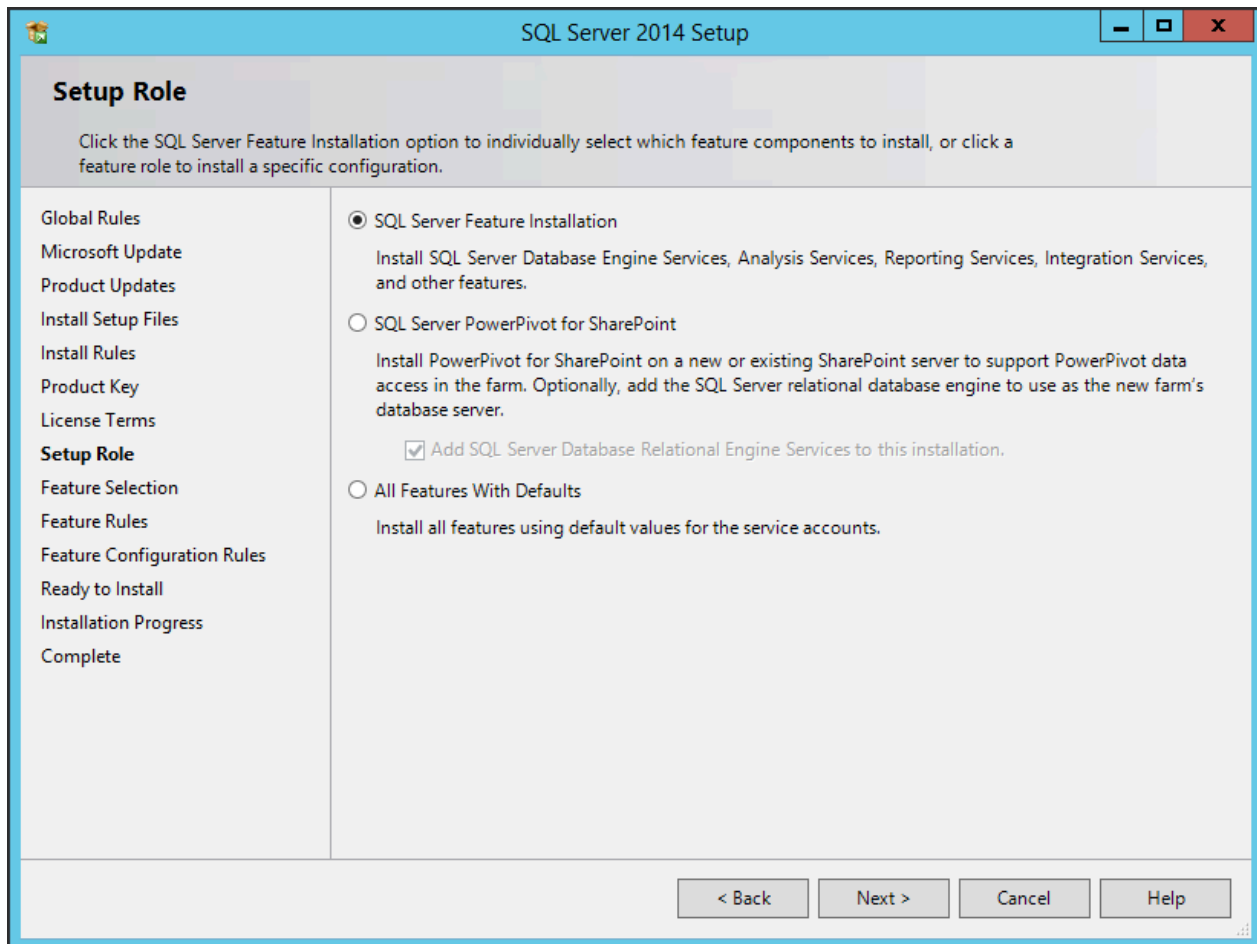 SQL Server 2014 Setup
Setup Role
Click the SQL Server Feature Installation option to individually select which feature components to install, or click a
feature role to install a specific configuration.
Global Rules
Microsoft Update
Product Updates
Install Setup Files
Install Rules
Product Key
License Terms
Setup Role
Feature Selection
Feature Rules
Feature Configuration Rules
Ready to Install
Installation Progress
Complete
SQL Server Feature Installation
Install SQL Server Database Engine Services, Analysis Services, Reporting Services, Integration Services,
and other features.
SQL Server PowerPivot for SharePoint
Install PowerPivot for SharePoint on a new or existing SharePoint server to support PowerPivot data
access in the farm. Optionally, add the SQL Server relational database engine to use as the new farm's
database server.
Add SQL Server Database Relational Engine Services to this installation.
All Features With Defaults
Install all features using default values for the service accounts.
< Back
Next >
Cancel
Help